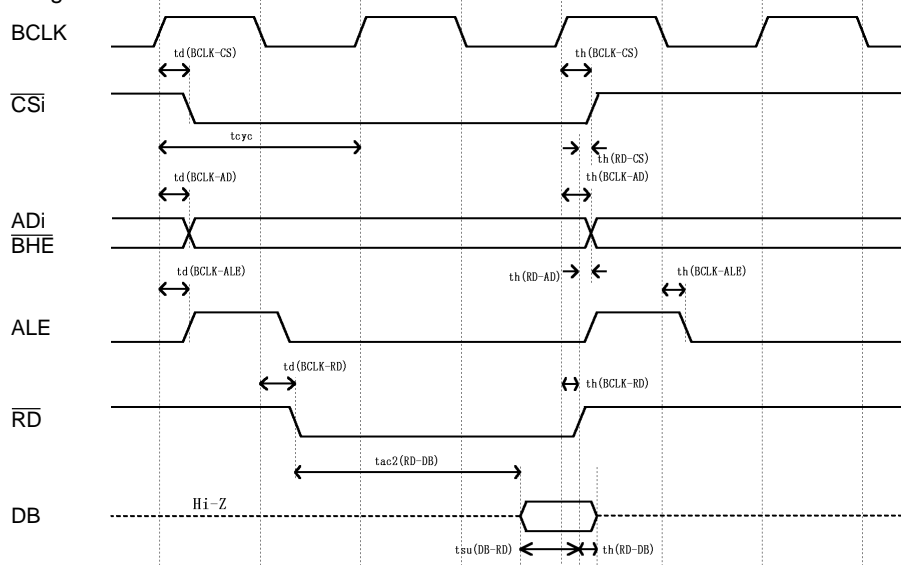 BCLK
td(BCLK-CS)
th(BCLK-CS)
CSi
tcyc
th(RD-CS)
td(BCLK-AD)
th(BCLK-AD)
ADi
BHE
td(BCLK-ALE)
th(RD-AD)
th(BCLK-ALE)
ALE
td(BCLK-RD)
th(BCLK-RD)
RD
tac2(RD-DB)
Hi-Z
DB
tsu(DB-RD)
th(RD-DB)